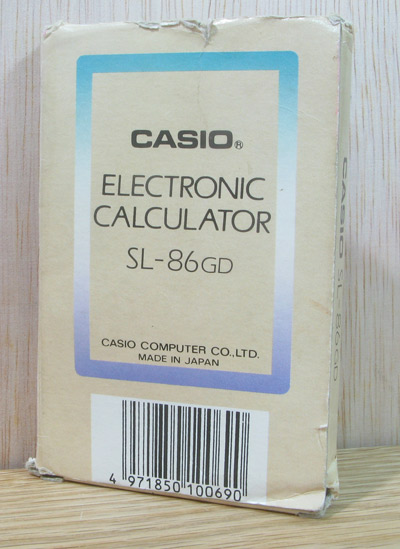 CASIO®
ELECTRONIC
CALCULATOR
SL-86GD
CASIO COMPUTER CO.,LTD.
MADE IN JAPAN
4 971850 100690
CASIO SL-86GD